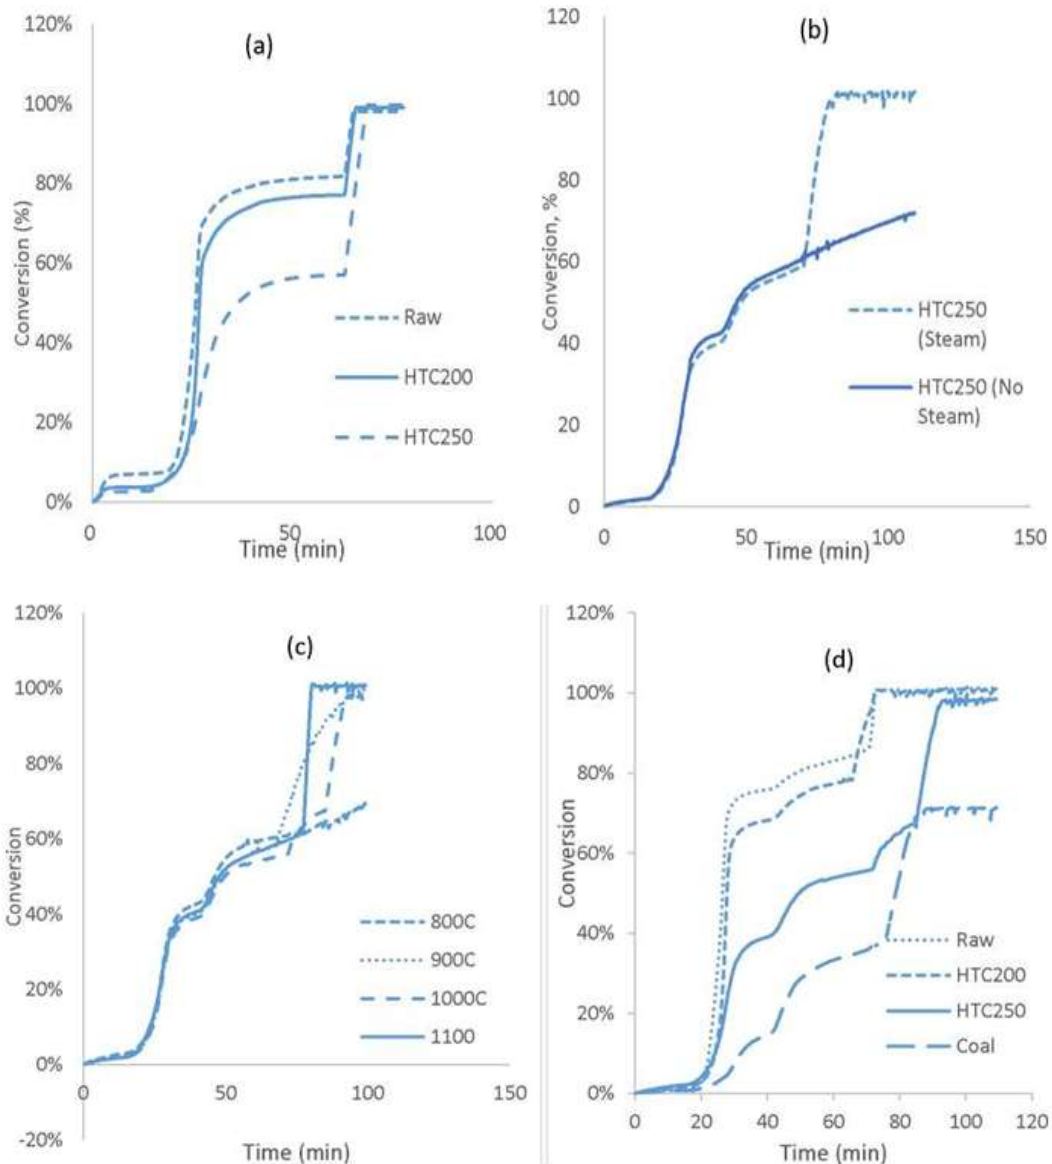 (a)
120%
100%
80%
60%
40%
20%
0%
Conversion (%)
Raw
HTC200
HTC250
0
50
100
Time (min)
(b)
120
100
80
60
40
20
0
Conversion, %
HTC250
(Steam)
HTC250 (No
Steam)
0
50
100
150
Time (min)
(c)
120%
100%
80%
60%
40%
20%
0%
-20%
Conversion
800C
900C
1000C
1100
0
50
100
150
Time (min)
(d)
120%
100%
80%
60%
40%
20%
0%
Conversion
Raw
HTC200
HTC250
Coal
0
20
40
60
80
100
120
Time (min)